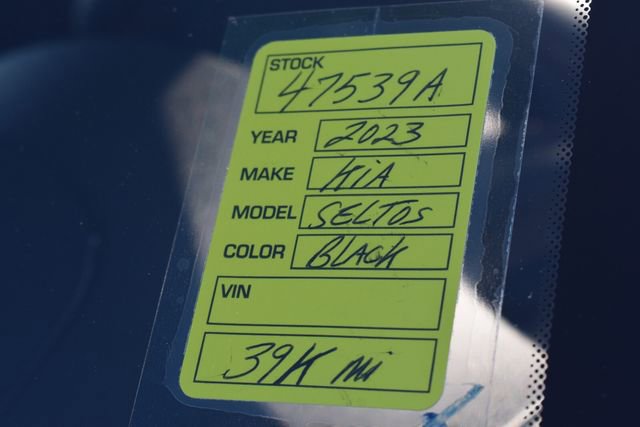 STOCK
47539A
YEAR 2023
MAKE KiA
MODEL SELTOS
COLOR BLACK
VIN
39K mi